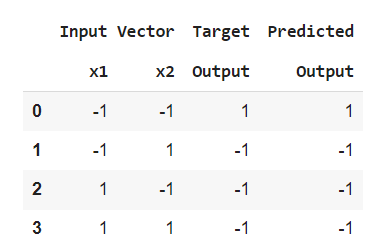 Input Vector Target Predicted
x1 x2 Output Output
0 -1 -1 1 1
1 -1 1 -1 -1
2 1 -1 -1 -1
3 1 1 -1 -1